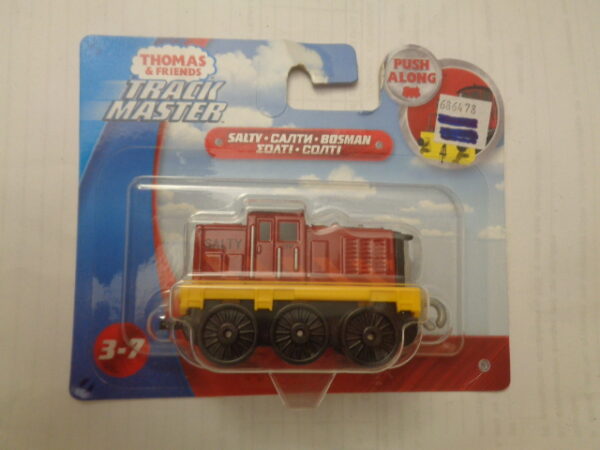 THOMAS
& FRIENDS
TRACK
MASTER
PUSH
ALONG
686478
SALTY • САЛТИ • BOSMAN
ΣΟΛΤΙ • СОЛТІ
SALTY
3-7